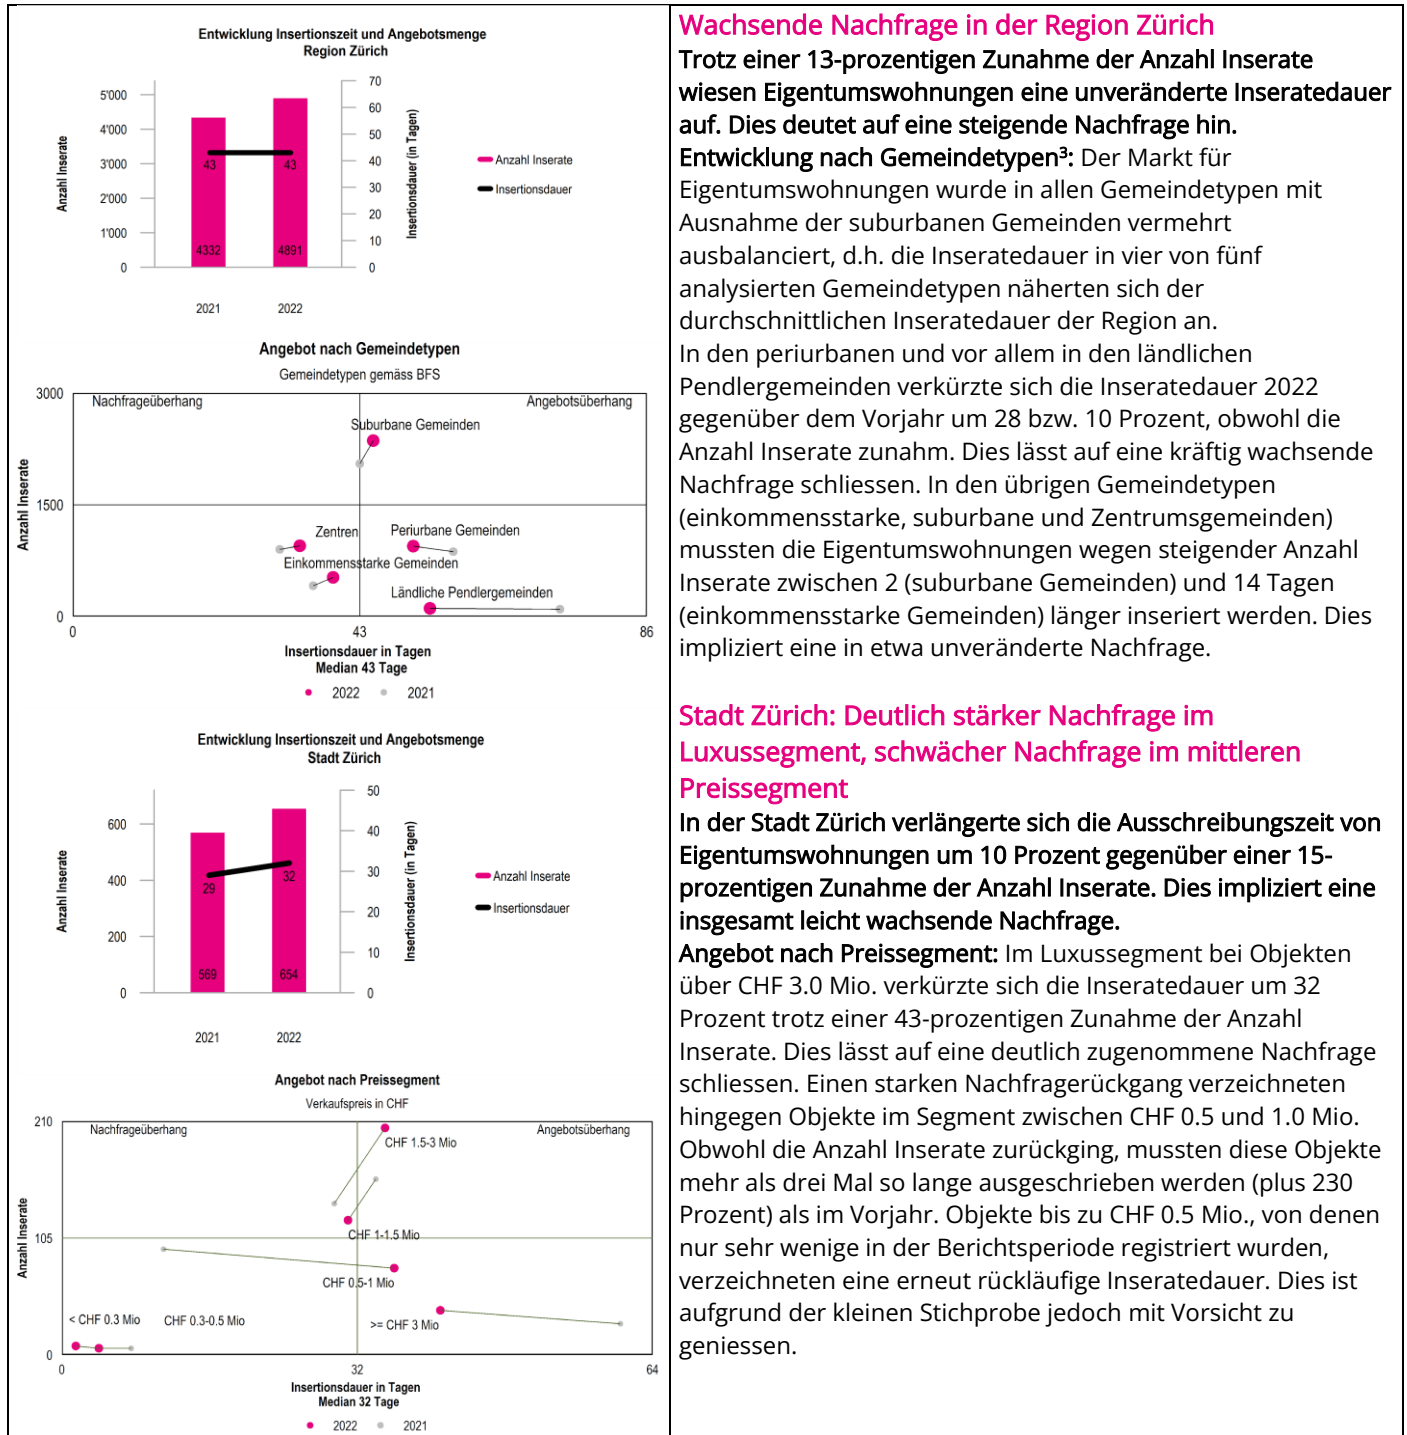 Entwicklung Insertionszeit und Angebotsmenge
Region Zürich
5'000
4'000
3'000
2'000
1'000
0
Anzahl Inserate
43
43
4332
4891
2021
2022
70
60
50
40
30
20
10
0
Insertionsdauer (in Tagen)
Anzahl Inserate
Insertionsdauer
Angebot nach Gemeindetypen
Gemeindetypen gemäss BFS
3000
1500
0
Anzahl Inserate
Nachfrageüberhang
Angebotsüberhang
Suburbane Gemeinden
Zentren
Periurbane Gemeinden
Einkommensstarke Gemeinden
Ländliche Pendlergemeinden
0
43
86
Insertionsdauer in Tagen
Median 43 Tage
2022
2021
Entwicklung Insertionszeit und Angebotsmenge
Stadt Zürich
600
400
200
0
Anzahl Inserate
29
32
569
654
2021
2022
50
40
30
20
10
0
Insertionsdauer (in Tagen)
Anzahl Inserate
Insertionsdauer
Angebot nach Preissegment
Verkaufspreis in CHF
210
105
0
Anzahl Inserate
Nachfrageüberhang
Angebotsüberhang
CHF 1.5-3 Mio
CHF 1-1.5 Mio
CHF 0.5-1 Mio
< CHF 0.3 Mio
CHF 0.3-0.5 Mio
>= CHF 3 Mio
0
32
64
Insertionsdauer in Tagen
Median 32 Tage
2022
2021
Wachsende Nachfrage in der Region Zürich
Trotz einer 13-prozentigen Zunahme der Anzahl Inserate
wiesen Eigentumswohnungen eine unveränderte Inseratedauer
auf. Dies deutet auf eine steigende Nachfrage hin.
Entwicklung nach Gemeindetypen³: Der Markt für
Eigentumswohnungen wurde in allen Gemeindetypen mit
Ausnahme der suburbanen Gemeinden vermehrt
ausbalanciert, d.h. die Inseratedauer in vier von fünf
analysierten Gemeindetypen näherten sich der
durchschnittlichen Inseratedauer der Region an.
In den periurbanen und vor allem in den ländlichen
Pendlergemeinden verkürzte sich die Inseratedauer 2022
gegenüber dem Vorjahr um 28 bzw. 10 Prozent, obwohl die
Anzahl Inserate zunahm. Dies lässt auf eine kräftig wachsende
Nachfrage schliessen. In den übrigen Gemeindetypen
(einkommensstarke, suburbane und Zentrumsgemeinden)
mussten die Eigentumswohnungen wegen steigender Anzahl
Inserate zwischen 2 (suburbane Gemeinden) und 14 Tagen
(einkommensstarke Gemeinden) länger inseriert werden. Dies
impliziert eine in etwa unveränderte Nachfrage.
Stadt Zürich: Deutlich stärker Nachfrage im
Luxussegment, schwächer Nachfrage im mittleren
Preissegment
In der Stadt Zürich verlängerte sich die Ausschreibungszeit von
Eigentumswohnungen um 10 Prozent gegenüber einer 15-
prozentigen Zunahme der Anzahl Inserate. Dies impliziert eine
insgesamt leicht wachsende Nachfrage.
Angebot nach Preissegment: Im Luxussegment bei Objekten
über CHF 3.0 Mio. verkürzte sich die Inseratedauer um 32
Prozent trotz einer 43-prozentigen Zunahme der Anzahl
Inserate. Dies lässt auf eine deutlich zugenommene Nachfrage
schliessen. Einen starken Nachfragerückgang verzeichneten
hingegen Objekte im Segment zwischen CHF 0.5 und 1.0 Mio.
Obwohl die Anzahl Inserate zurückging, mussten diese Objekte
mehr als drei Mal so lange ausgeschrieben werden (plus 230
Prozent) als im Vorjahr. Objekte bis zu CHF 0.5 Mio., von denen
nur sehr wenige in der Berichtsperiode registriert wurden,
verzeichneten eine erneut rückläufige Inseratedauer. Dies ist
aufgrund der kleinen Stichprobe jedoch mit Vorsicht zu
geniessen.